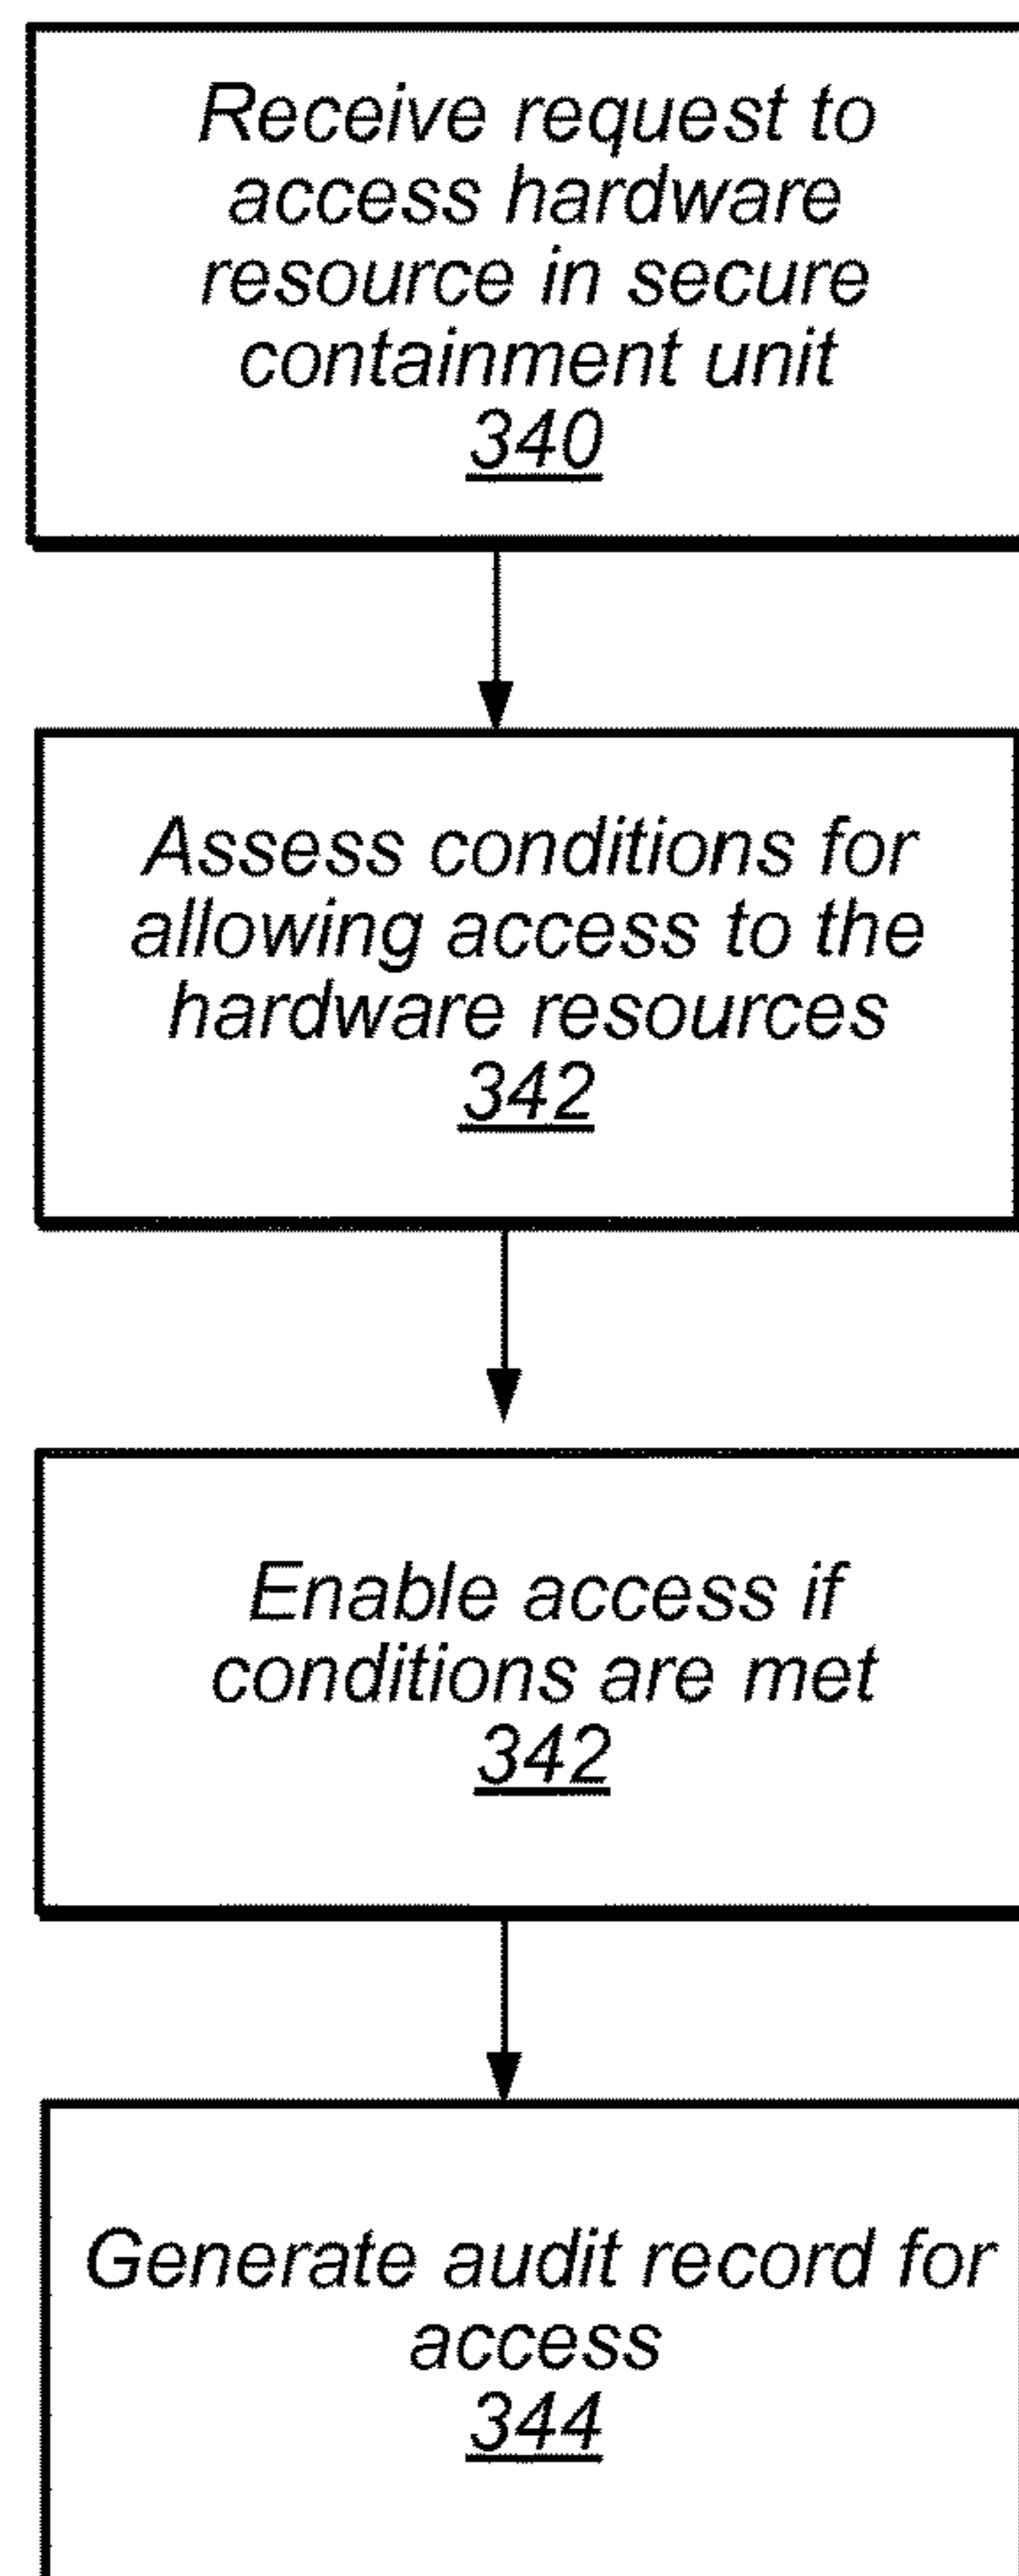 Receive request to
access hardware
resource in secure
containment unit
340
Assess conditions for
allowing access to the
hardware resources
342
Enable access if
conditions are met
342
Generate audit record for
access
344